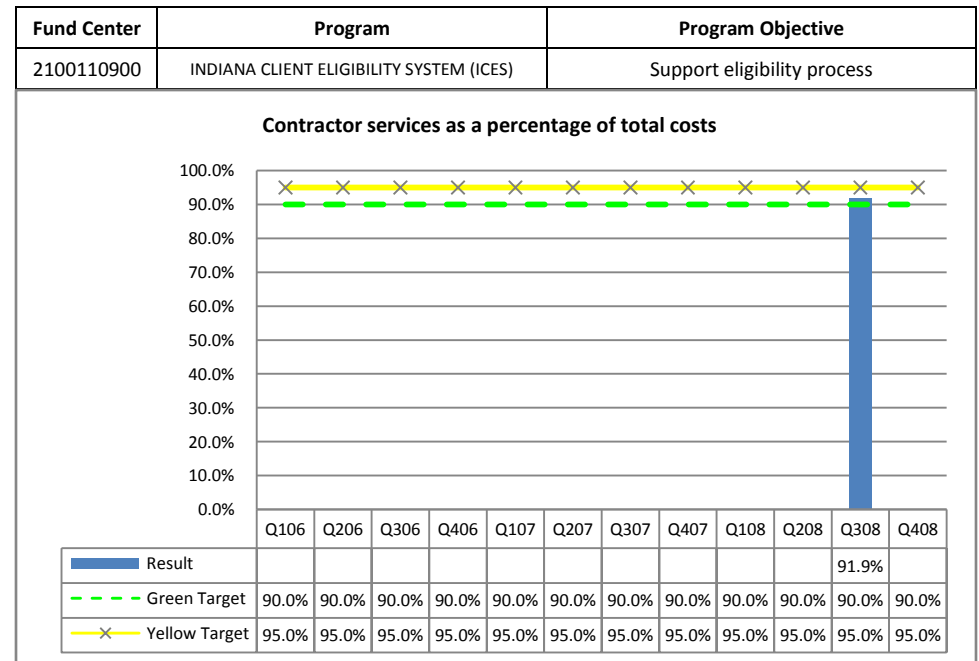 Fund Center Program Program Objective
2100110900 INDIANA CLIENT ELIGIBILITY SYSTEM (ICES) Support eligibility process
Contractor services as a percentage of total costs
100.0%
90.0%
80.0%
70.0%
60.0%
50.0%
40.0%
30.0%
20.0%
10.0%
0.0%
Q106 Q206 Q306 Q406 Q107 Q207 Q307 Q407 Q108 Q208 Q308 Q408
Result 91.9%
Green Target 90.0% 90.0% 90.0% 90.0% 90.0% 90.0% 90.0% 90.0% 90.0% 90.0% 90.0% 90.0%
Yellow Target 95.0% 95.0% 95.0% 95.0% 95.0% 95.0% 95.0% 95.0% 95.0% 95.0% 95.0% 95.0%